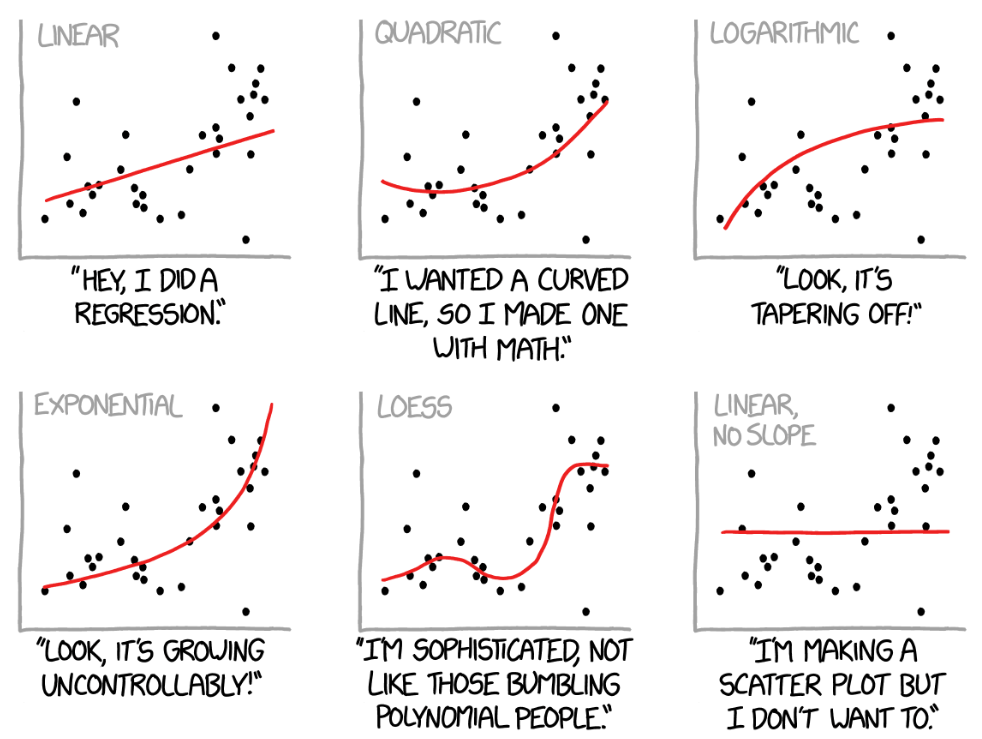 LINEAR
"HEY, I DID A
REGRESSION."
QUADRATIC
"I WANTED A CURVED
LINE, SO I MADE ONE
WITH MATH."
LOGARITHMIC
"LOOK, IT'S
TAPERING OFF!"
EXPONENTIAL
"LOOK, IT'S GROWING
UNCONTROLLABLY!"
LOESS
"I'M SOPHISTICATED, NOT
LIKE THOSE BUMBLING
POLYNOMIAL PEOPLE."
LINEAR,
NO SLOPE
"I'M MAKING A
SCATTER PLOT BUT
I DON'T WANT TO."